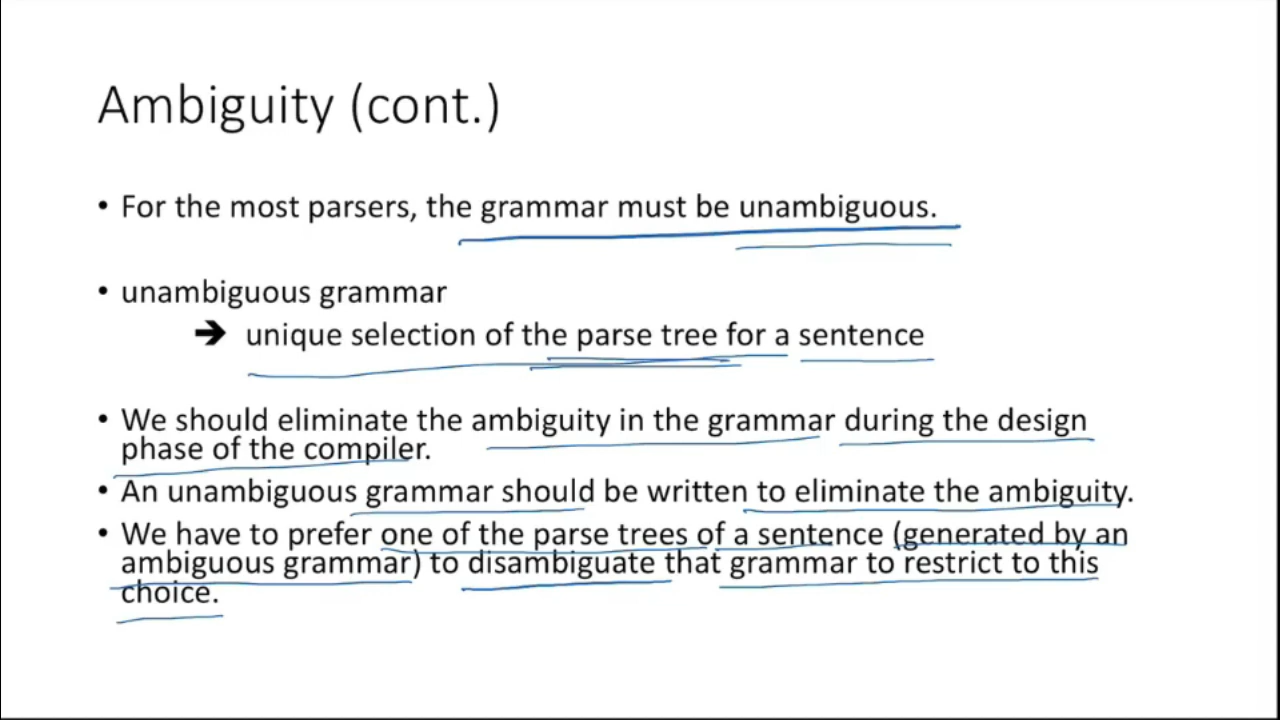 Ambiguity (cont.)
• For the most parsers, the grammar must be unambiguous.
• unambiguous grammar
➔ unique selection of the parse tree for a sentence
• We should eliminate the ambiguity in the grammar during the design
phase of the compiler.
• An unambiguous grammar should be written to eliminate the ambiguity.
• We have to prefer one of the parse trees of a sentence (generated by an
ambiguous grammar) to disambiguate that grammar to restrict to this
choice.